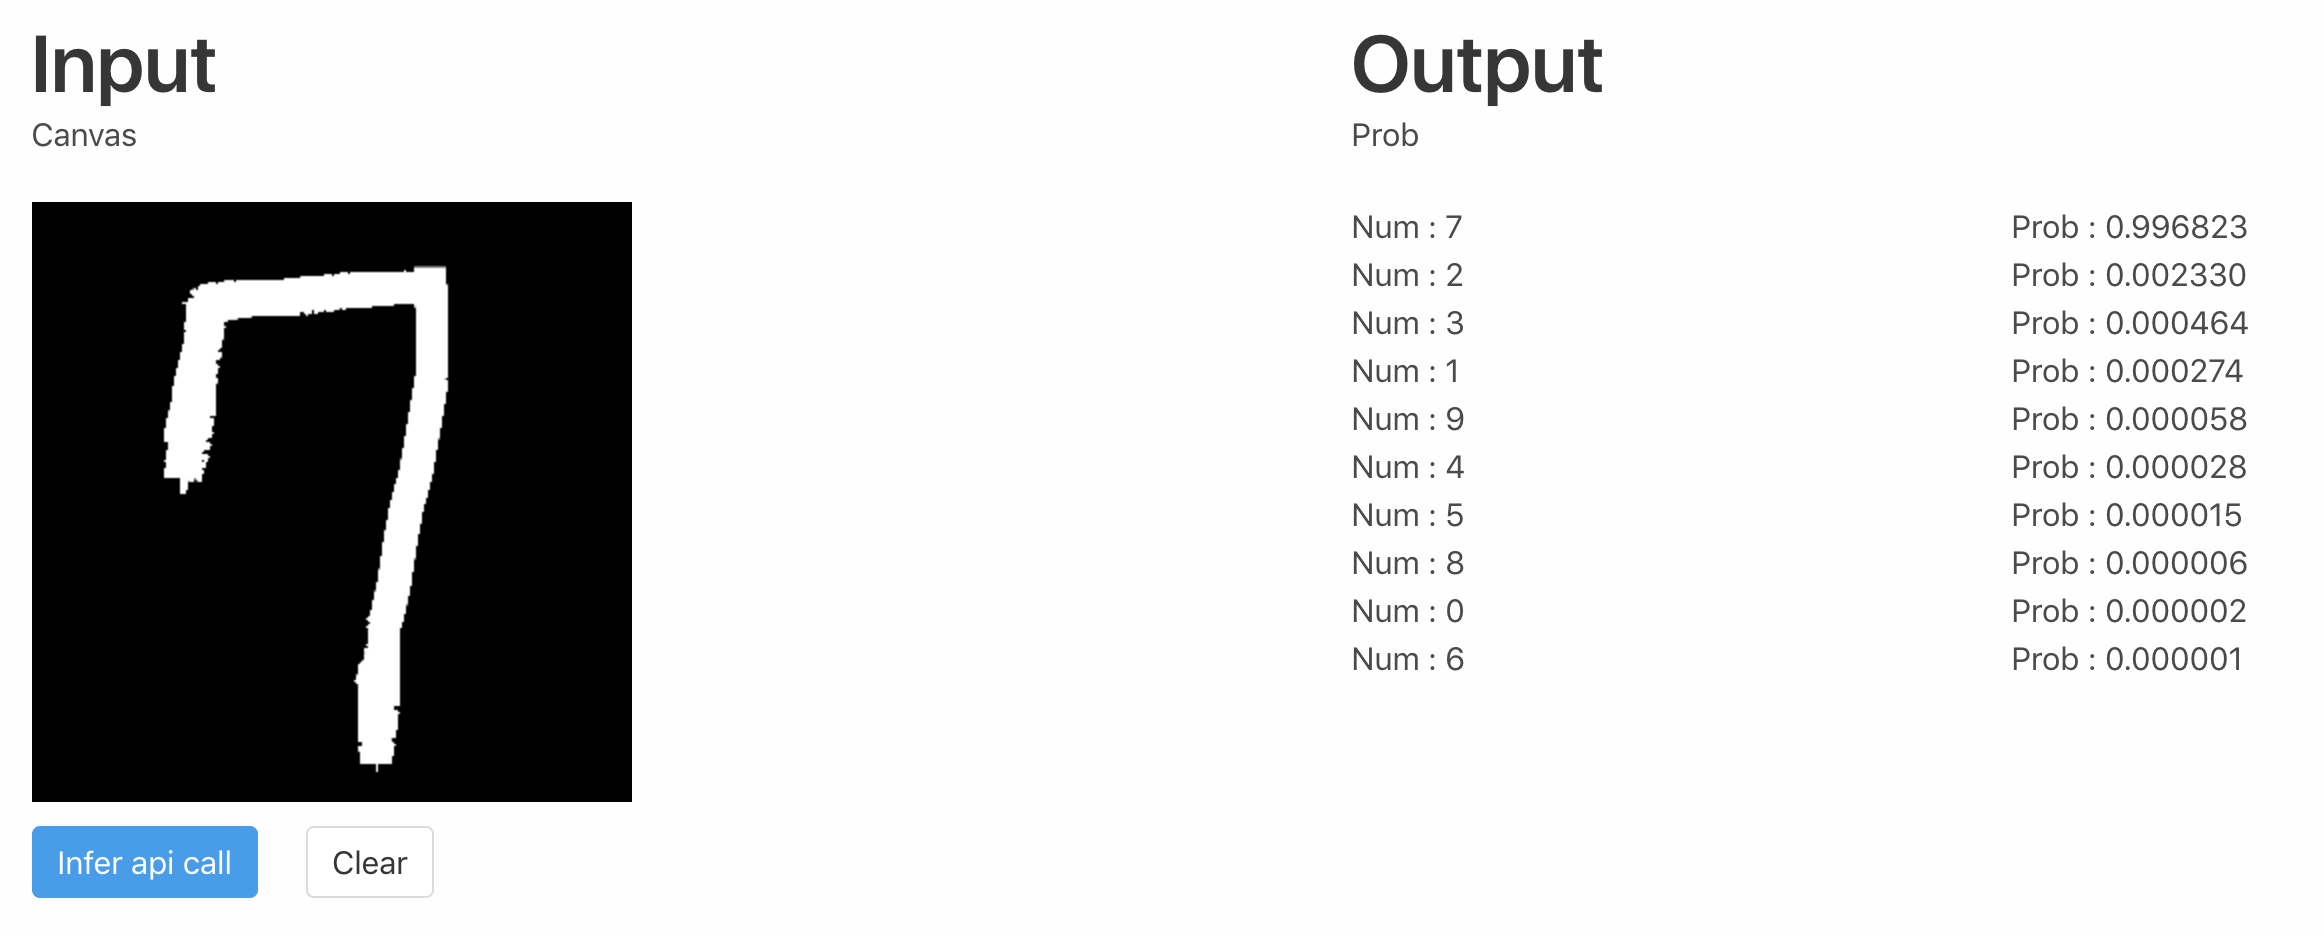 Input
Canvas
7
Infer api call
Clear
Output
Prob
Num : 7 Prob : 0.996823
Num : 2 Prob : 0.002330
Num : 3 Prob : 0.000464
Num : 1 Prob : 0.000274
Num : 9 Prob : 0.000058
Num : 4 Prob : 0.000028
Num : 5 Prob : 0.000015
Num : 8 Prob : 0.000006
Num : 0 Prob : 0.000002
Num : 6 Prob : 0.000001